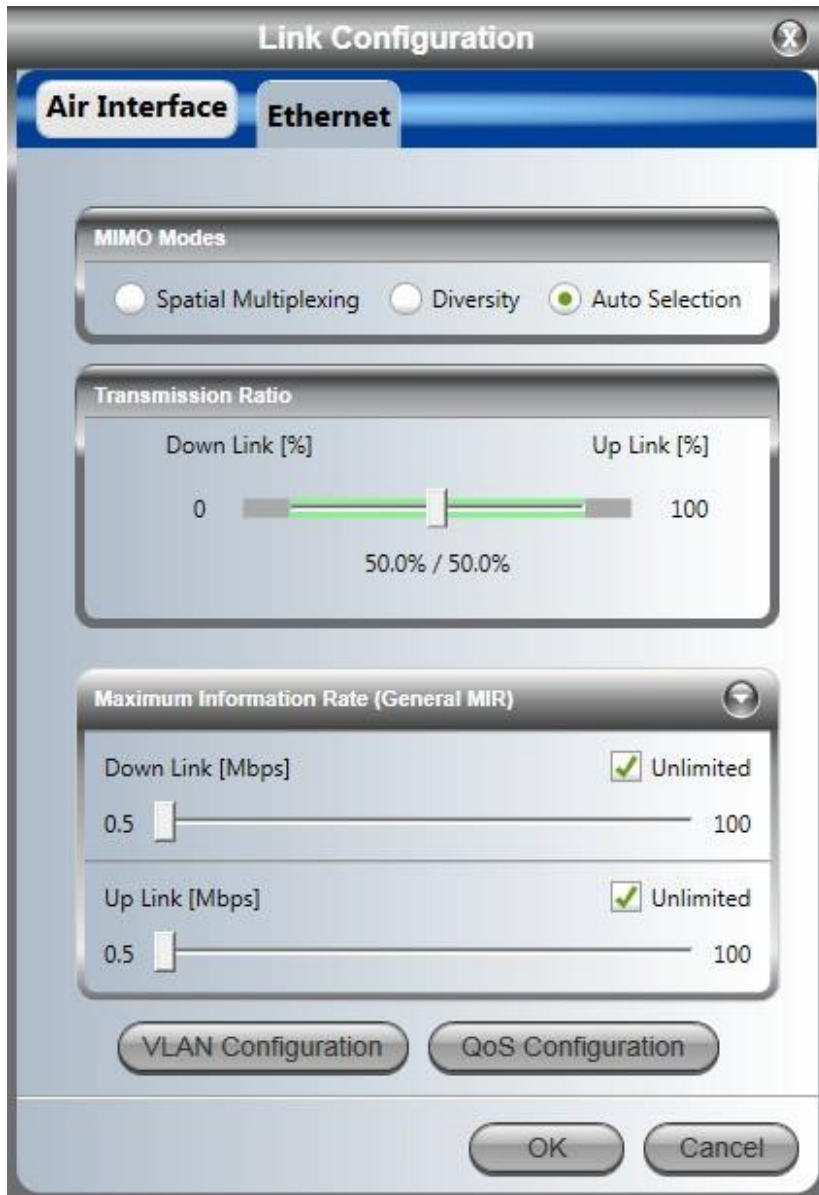 Link Configuration X
Air Interface Ethernet
MIMO Modes
Spatial Multiplexing Diversity Auto Selection
Transmission Ratio
Down Link [%] Up Link [%]
0 100
50.0% / 50.0%
Maximum Information Rate (General MIR)
Down Link [Mbps] Unlimited
0.5 100
Up Link [Mbps] Unlimited
0.5 100
VLAN Configuration QoS Configuration
OK Cancel